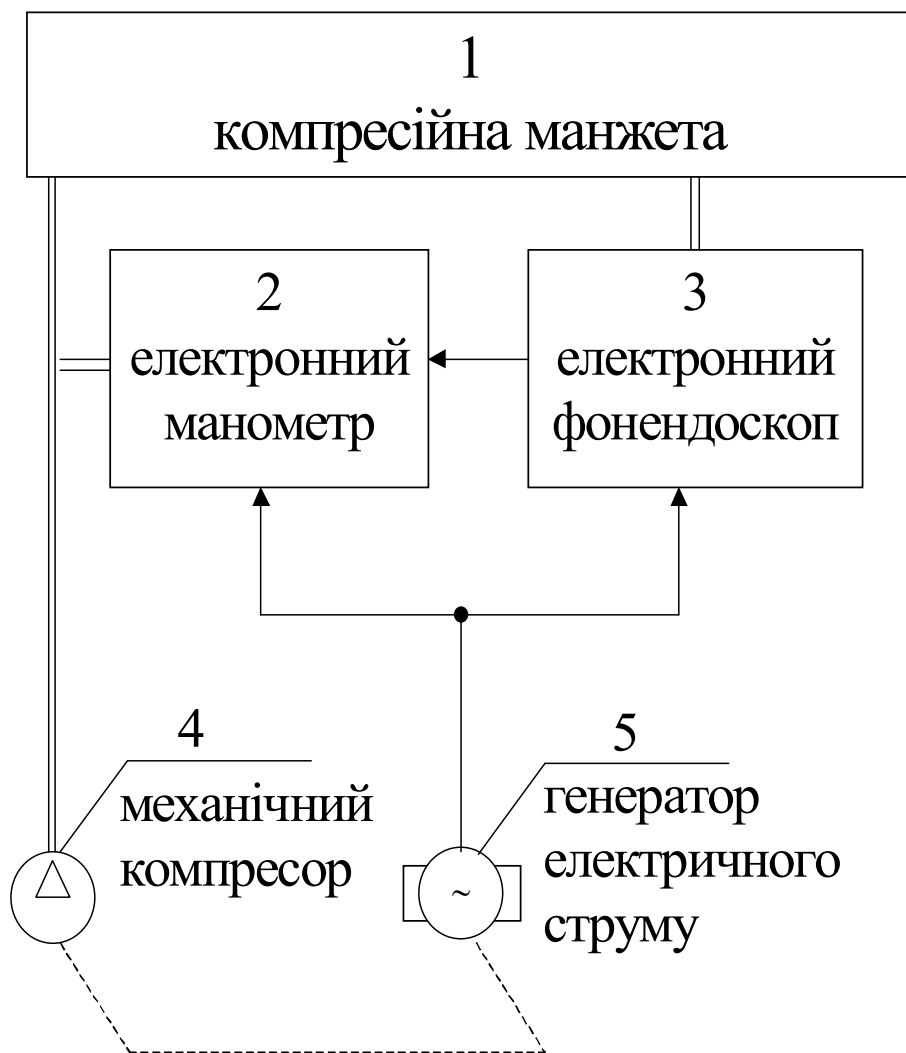 1
компресійна манжета
2
електронний
манометр
3
електронний
фонендоскоп
4
механічний
компресор
5
генератор
електричного
струму
~